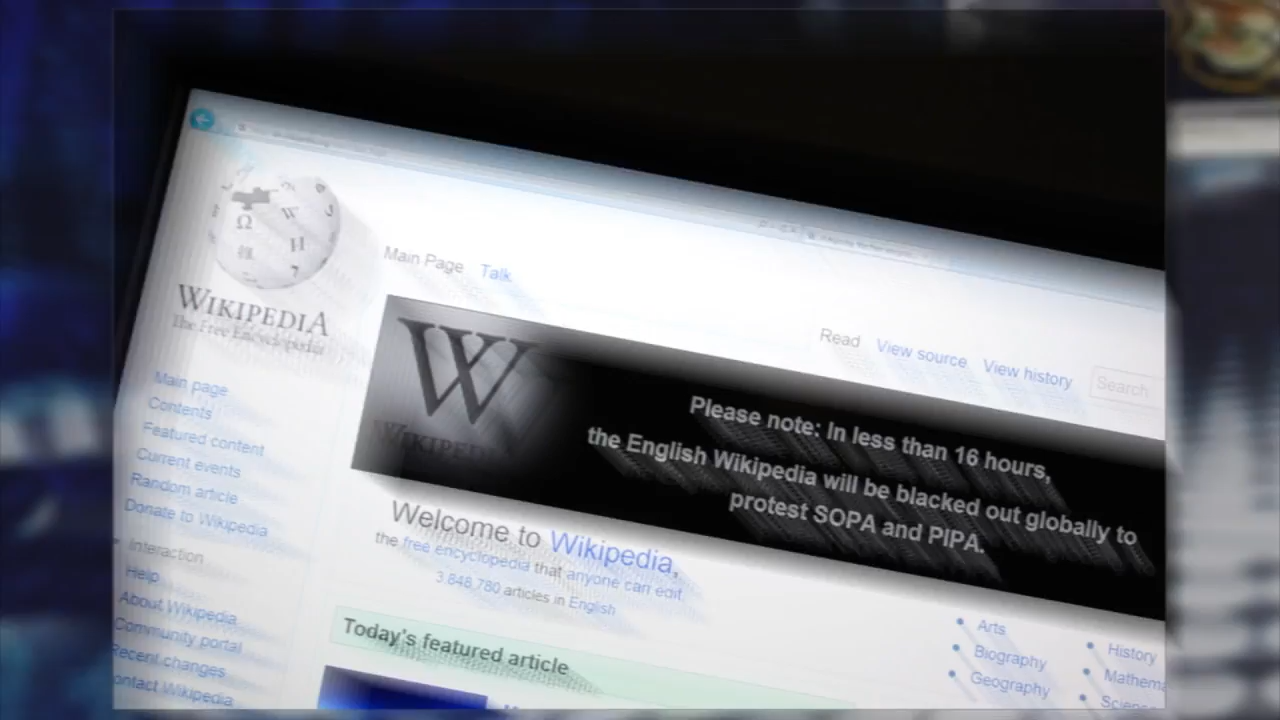 WIKIPEDIA
The Free Encyclopedia
Main page
Contents
Featured content
Current events
Random article
Donate to Wikipedia
Interaction
Help
About Wikipedia
Community portal
Recent changes
ontact Wikipedia
Main Page Talk
Read View source View history Search
W
WIKIPEDIA
Please note: In less than 16 hours,
the English Wikipedia will be blacked out globally to
protest SOPA and PIPA.
Welcome to Wikipedia,
the free encyclopedia that anyone can edit
3,848,780 articles in English
Arts
Biography
Geography
History
Mathema
Science
Today's featured article